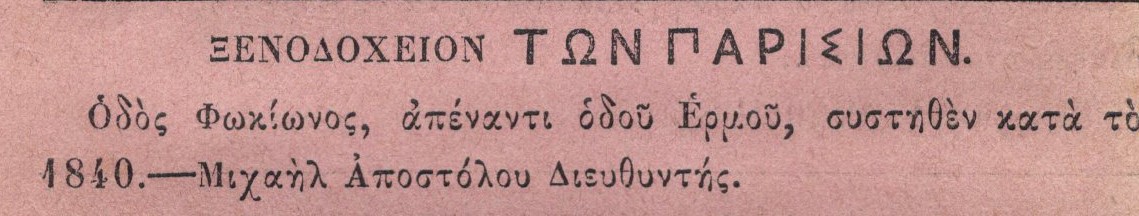 ΞΕΝΟΔΟΧΕΙΟΝ ΤΩΝ ΠΑΡΙΣΙΩΝ.
Ὁδὸς Φωκίωνος, ἀπέναντι ὁδοῦ Ἑρμοῦ, συστηθὲν κατὰ τὸ
1840.—Μιχαὴλ Ἀποστόλου Διευθυντής.